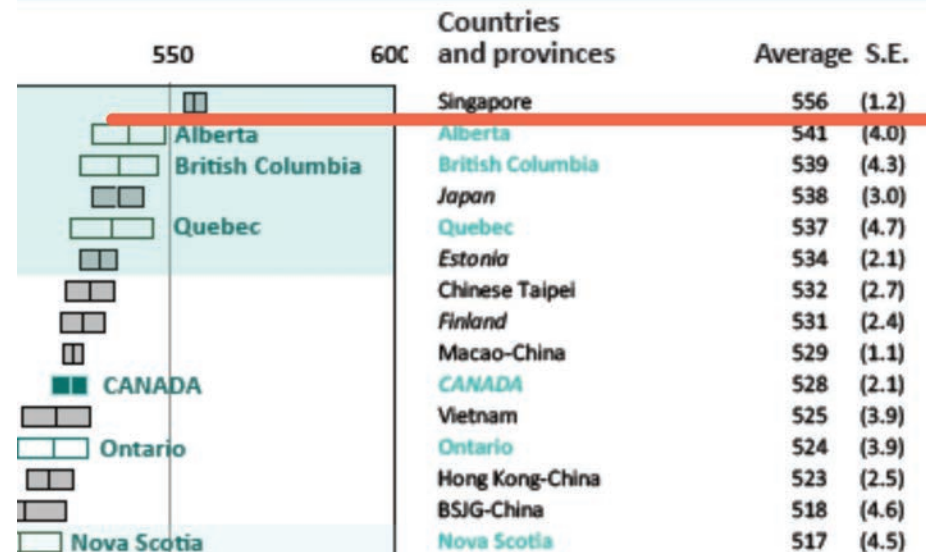 Countries
550 600 and provinces Average S.E.
Singapore 556 (1.2)
Alberta Alberta 541 (4.0)
British Columbia British Columbia 539 (4.3)
Japan 538 (3.0)
Quebec Quebec 537 (4.7)
Estonia 534 (2.1)
Chinese Taipei 532 (2.7)
Finland 531 (2.4)
Macao-China 529 (1.1)
CANADA CANADA 528 (2.1)
Vietnam 525 (3.9)
Ontario Ontario 524 (3.9)
Hong Kong-China 523 (2.5)
BSJG-China 518 (4.6)
Nova Scotia Nova Scotia 517 (4.5)